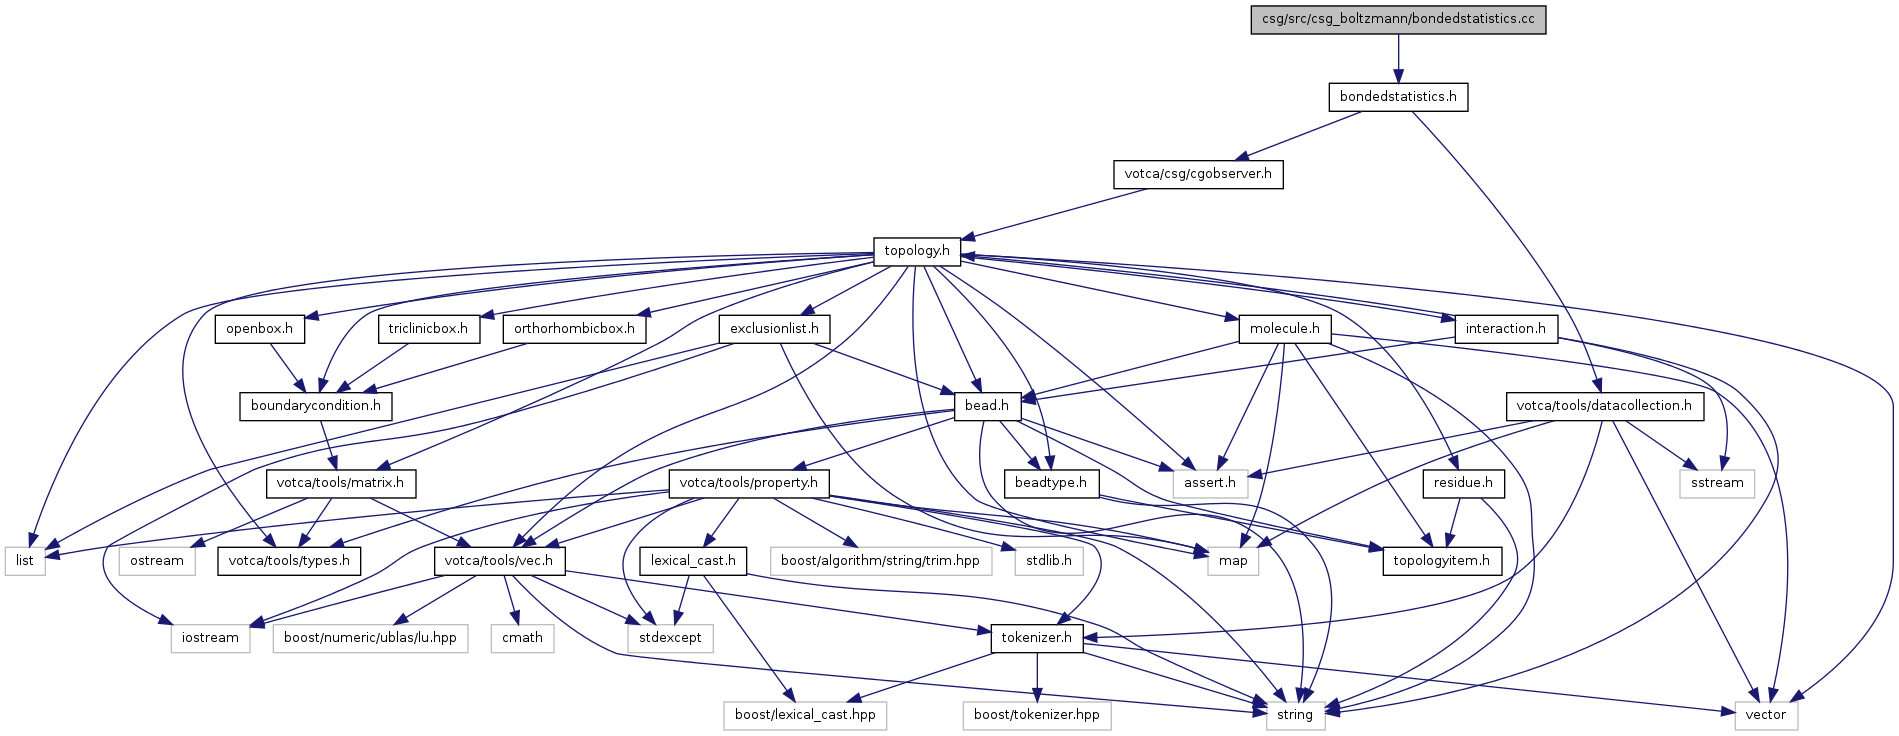 csg/src/csg_boltzmann/bondedstatistics.cc
bondedstatistics.h
votca/csg/cgobserver.h
topology.h
openbox.h
triclinicbox.h
orthorhombicbox.h
exclusionlist.h
molecule.h
interaction.h
boundarycondition.h
bead.h
votca/tools/datacollection.h
votca/tools/matrix.h
votca/tools/property.h
beadtype.h
assert.h
residue.h
sstream
list
ostream
votca/tools/types.h
votca/tools/vec.h
lexical_cast.h
boost/algorithm/string/trim.hpp
stdlib.h
map
topologyitem.h
iostream
boost/numeric/ublas/lu.hpp
cmath
stdexcept
tokenizer.h
boost/lexical_cast.hpp
boost/tokenizer.hpp
string
vector